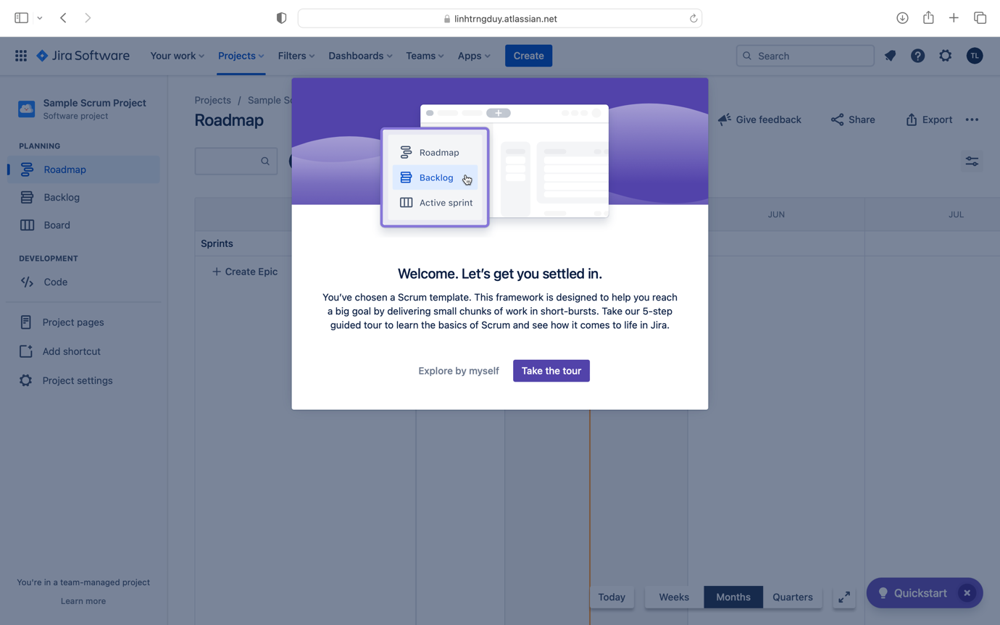 linhtrngduy.atlassian.net
Jira Software
Your work
Projects
Filters
Dashboards
Teams
Apps
Create
Search
TL
Sample Scrum Project
Software project
PLANNING
Roadmap
Backlog
Board
DEVELOPMENT
Code
Project pages
Add shortcut
Project settings
You're in a team-managed project
Learn more
Projects / Sample Sc
Roadmap
Give feedback
Share
Export
JUN
JUL
Sprints
+ Create Epic
Roadmap
Backlog
Active sprint
Welcome. Let's get you settled in.
You've chosen a Scrum template. This framework is designed to help you reach
a big goal by delivering small chunks of work in short-bursts. Take our 5-step
guided tour to learn the basics of Scrum and see how it comes to life in Jira.
Explore by myself
Take the tour
Today
Weeks
Months
Quarters
Quickstart